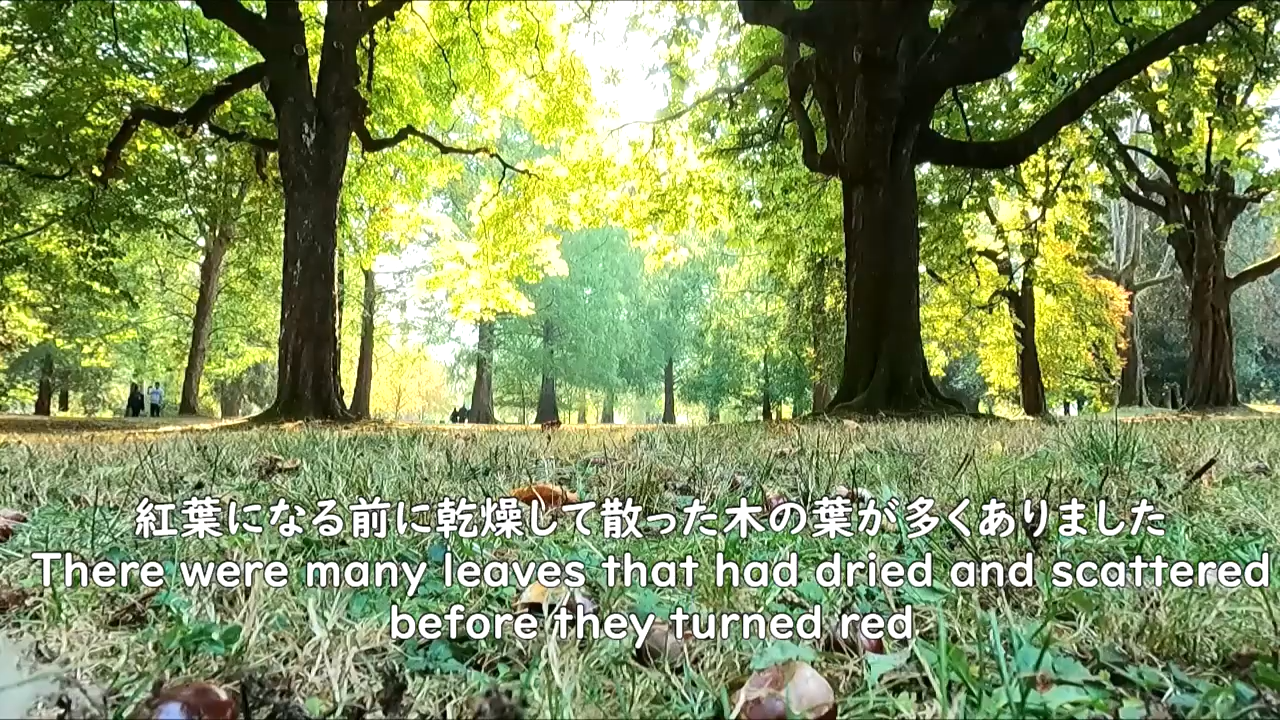 紅葉になる前に乾燥して散った木の葉が多くありました
There were many leaves that had dried and scattered
before they turned red